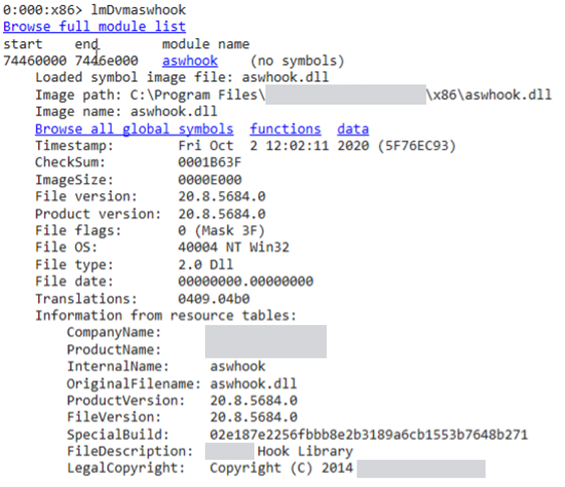 0:000:x86> lmDvmaswhook
Browse full module list
start end module name
74460000 7446e000 aswhook (no symbols)
Loaded symbol image file: aswhook.dll
Image path: C:\Program Files\ \x86\aswhook.dll
Image name: aswhook.dll
Browse all global symbols functions data
Timestamp: Fri Oct 2 12:02:11 2020 (5F76EC93)
CheckSum: 0001B63F
ImageSize: 0000E000
File version: 20.8.5684.0
Product version: 20.8.5684.0
File flags: 0 (Mask 3F)
File OS: 40004 NT Win32
File type: 2.0 Dll
File date: 00000000.00000000
Translations: 0409.04b0
Information from resource tables:
CompanyName:
ProductName:
InternalName: aswhook
OriginalFilename: aswhook.dll
ProductVersion: 20.8.5684.0
FileVersion: 20.8.5684.0
SpecialBuild: 02e187e2256fbbb8e2b3189a6cb1553b7648b271
FileDescription: Hook Library
LegalCopyright: Copyright (C) 2014